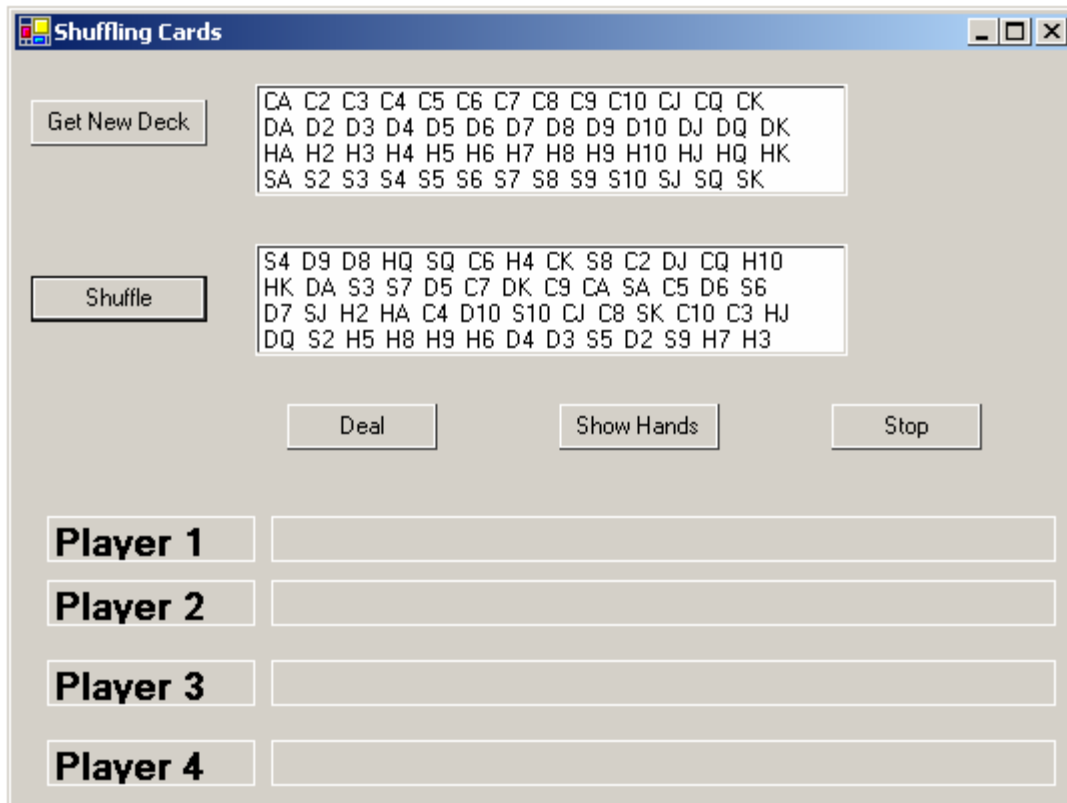 Shuffling Cards
Get New Deck
CA C2 C3 C4 C5 C6 C7 C8 C9 C10 CJ CQ CK
DA D2 D3 D4 D5 D6 D7 D8 D9 D10 DJ DQ DK
HA H2 H3 H4 H5 H6 H7 H8 H9 H10 HJ HQ HK
SA S2 S3 S4 S5 S6 S7 S8 S9 S10 SJ SQ SK
Shuffle
S4 D9 D8 HQ SQ C6 H4 CK S8 C2 DJ CQ H10
HK DA S3 S7 D5 C7 DK C9 CA SA C5 D6 S6
D7 SJ H2 HA C4 D10 S10 CJ C8 SK C10 C3 HJ
DQ S2 H5 H8 H9 H6 D4 D3 S5 D2 S9 H7 H3
Deal Show Hands Stop
Player 1
Player 2
Player 3
Player 4